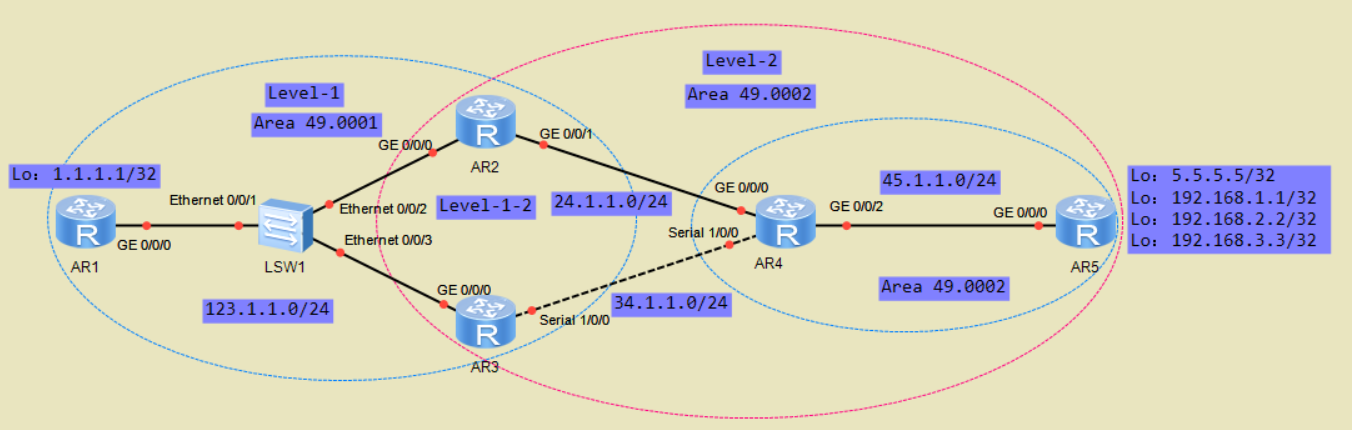 Level-2
Area 49.0002
Level-1
Area 49.0001
GE 0/0/0
GE 0/0/1
AR2
Lo: 1.1.1.1/32
Ethernet 0/0/1
Ethernet 0/0/2
Level-1-2
24.1.1.0/24
GE 0/0/0
45.1.1.0/24
Lo: 5.5.5.5/32
Lo: 192.168.1.1/32
Lo: 192.168.2.2/32
Lo: 192.168.3.3/32
GE 0/0/2
GE 0/0/0
R
R
R
R
R
GE 0/0/0
Ethernet 0/0/3
Serial 1/0/0
AR1
LSW1
AR4
AR5
GE 0/0/0
Area 49.0002
123.1.1.0/24
34.1.1.0/24
Serial 1/0/0
AR3